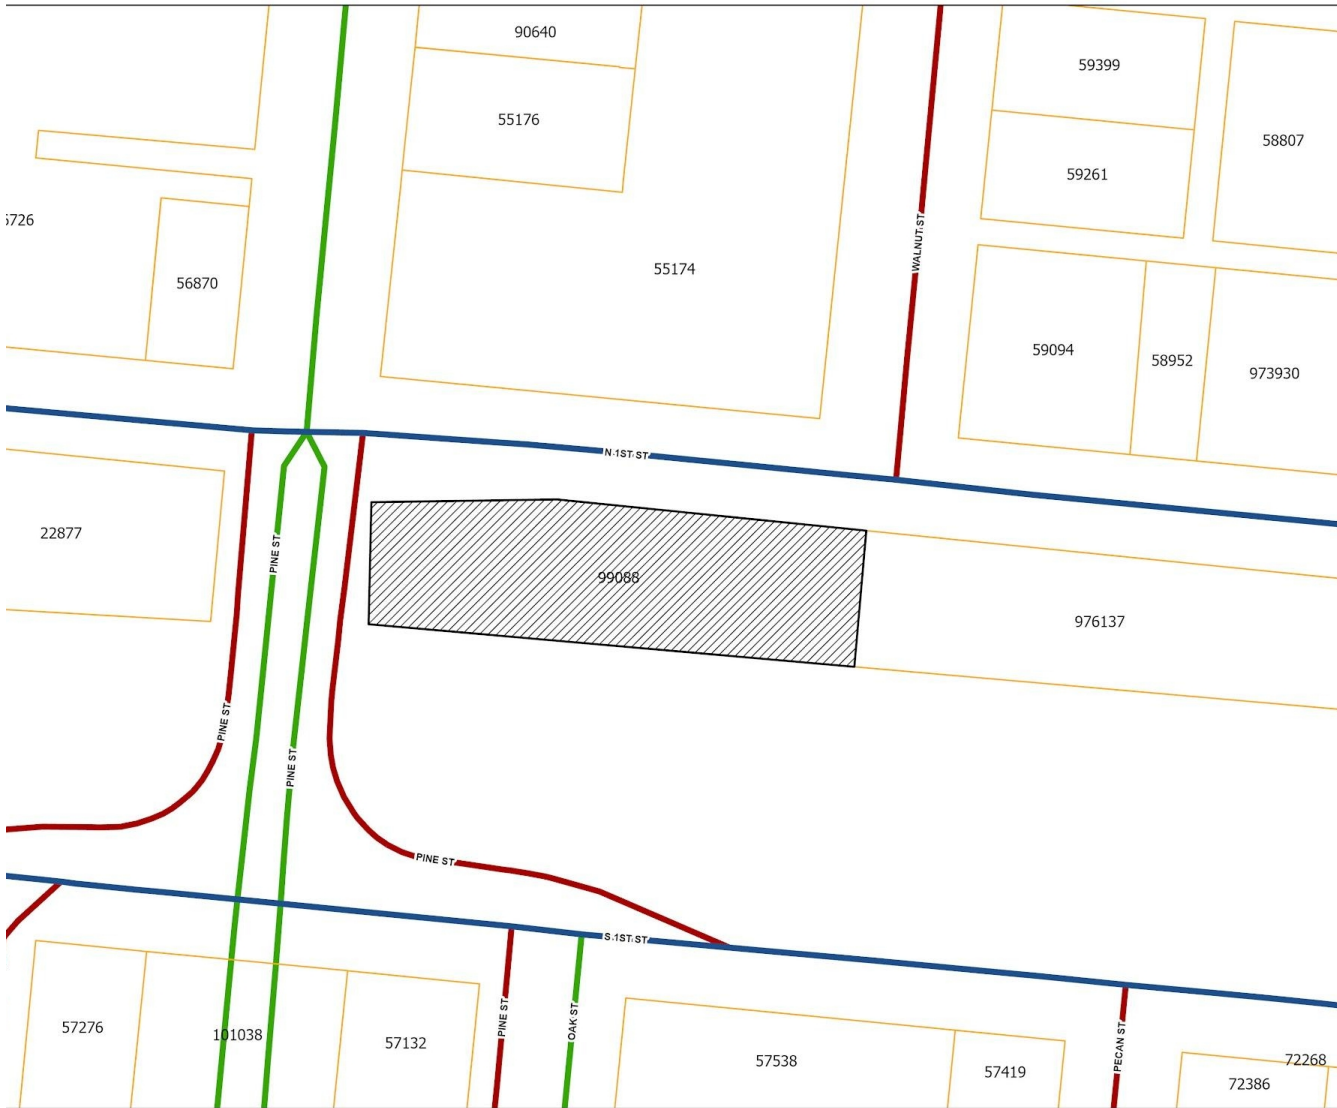 90640
59399
55176
58807
59261
5726
WALNUT ST
55174
56870
59094
58952
973930
N 1ST ST
22877
PINE ST
99088
976137
PINE ST
PINE ST
PINE ST
S 1ST ST
57276
101038
57132
PINE ST
OAK ST
57538
57419
PECAN ST
72268
72386